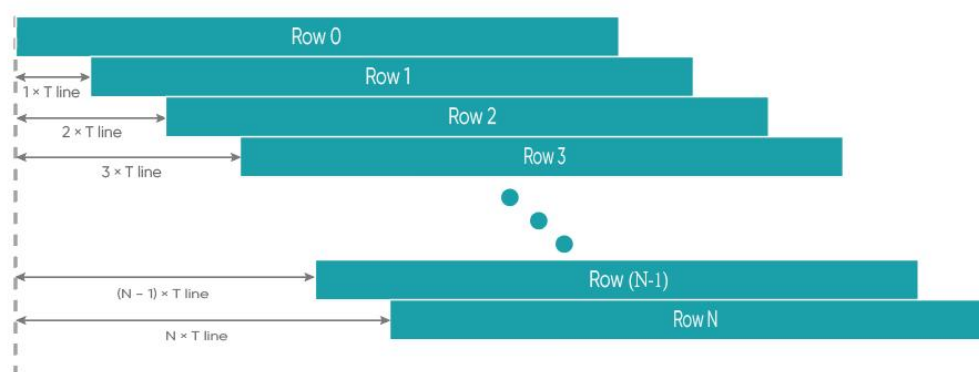 Row 0
Row 1
1 × T line
Row 2
2 × T line
Row 3
3 × T line
Row (N-1)
(N – 1) × T line
Row N
N × T line